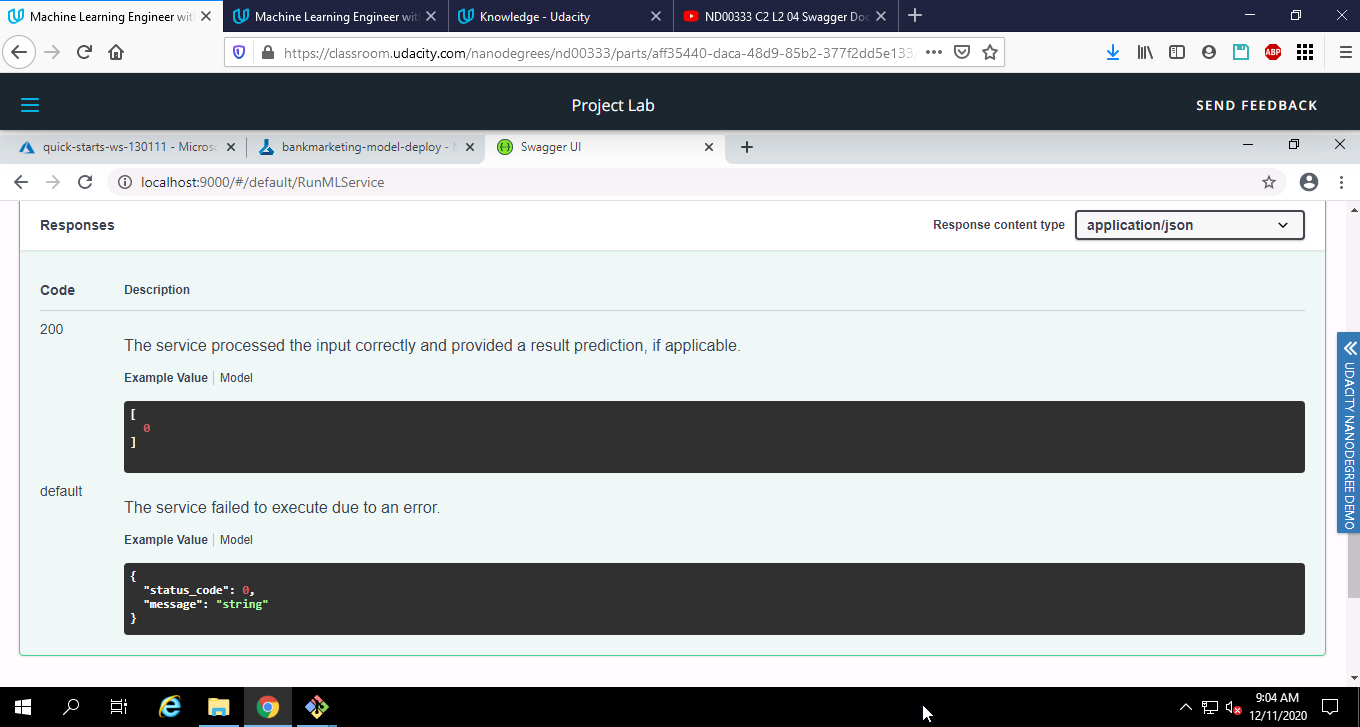 Machine Learning Engineer wit
Machine Learning Engineer wit
Knowledge - Udacity
ND00333 C2 L2 04 Swagger Doc
https://classroom.udacity.com/nanodegrees/nd00333/parts/aff35440-daca-48d9-85b2-377f2dd5e133/
ABP
Project Lab
SEND FEEDBACK
quick-starts-ws-130111 - Microsc
bankmarketing-model-deploy - M
Swagger UI
localhost:9000/#/default/RunMLService
Responses
Response content type
application/json
Code
Description
200
The service processed the input correctly and provided a result prediction, if applicable.
Example Value
Model
[
0
]
default
The service failed to execute due to an error.
Example Value
Model
{
"status_code": 0,
"message": "string"
}
UDACITY NANODEGREE DEMO
9:04 AM
12/11/2020